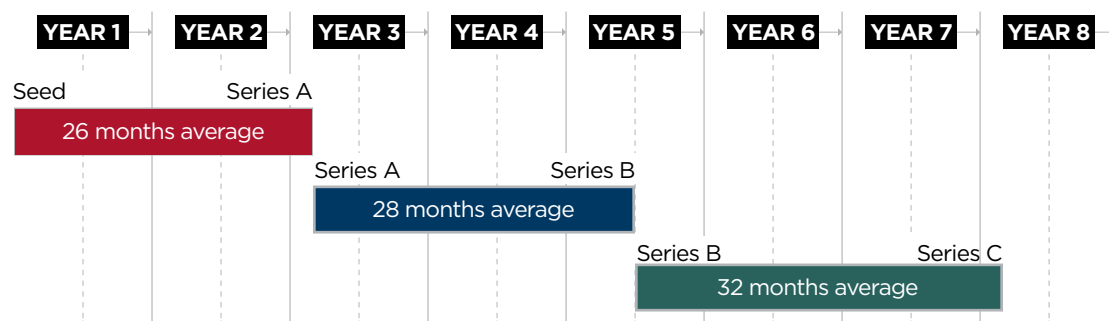 YEAR 1 YEAR 2 YEAR 3 YEAR 4 YEAR 5 YEAR 6 YEAR 7 YEAR 8
Seed Series A
26 months average
Series A Series B
28 months average
Series B Series C
32 months average